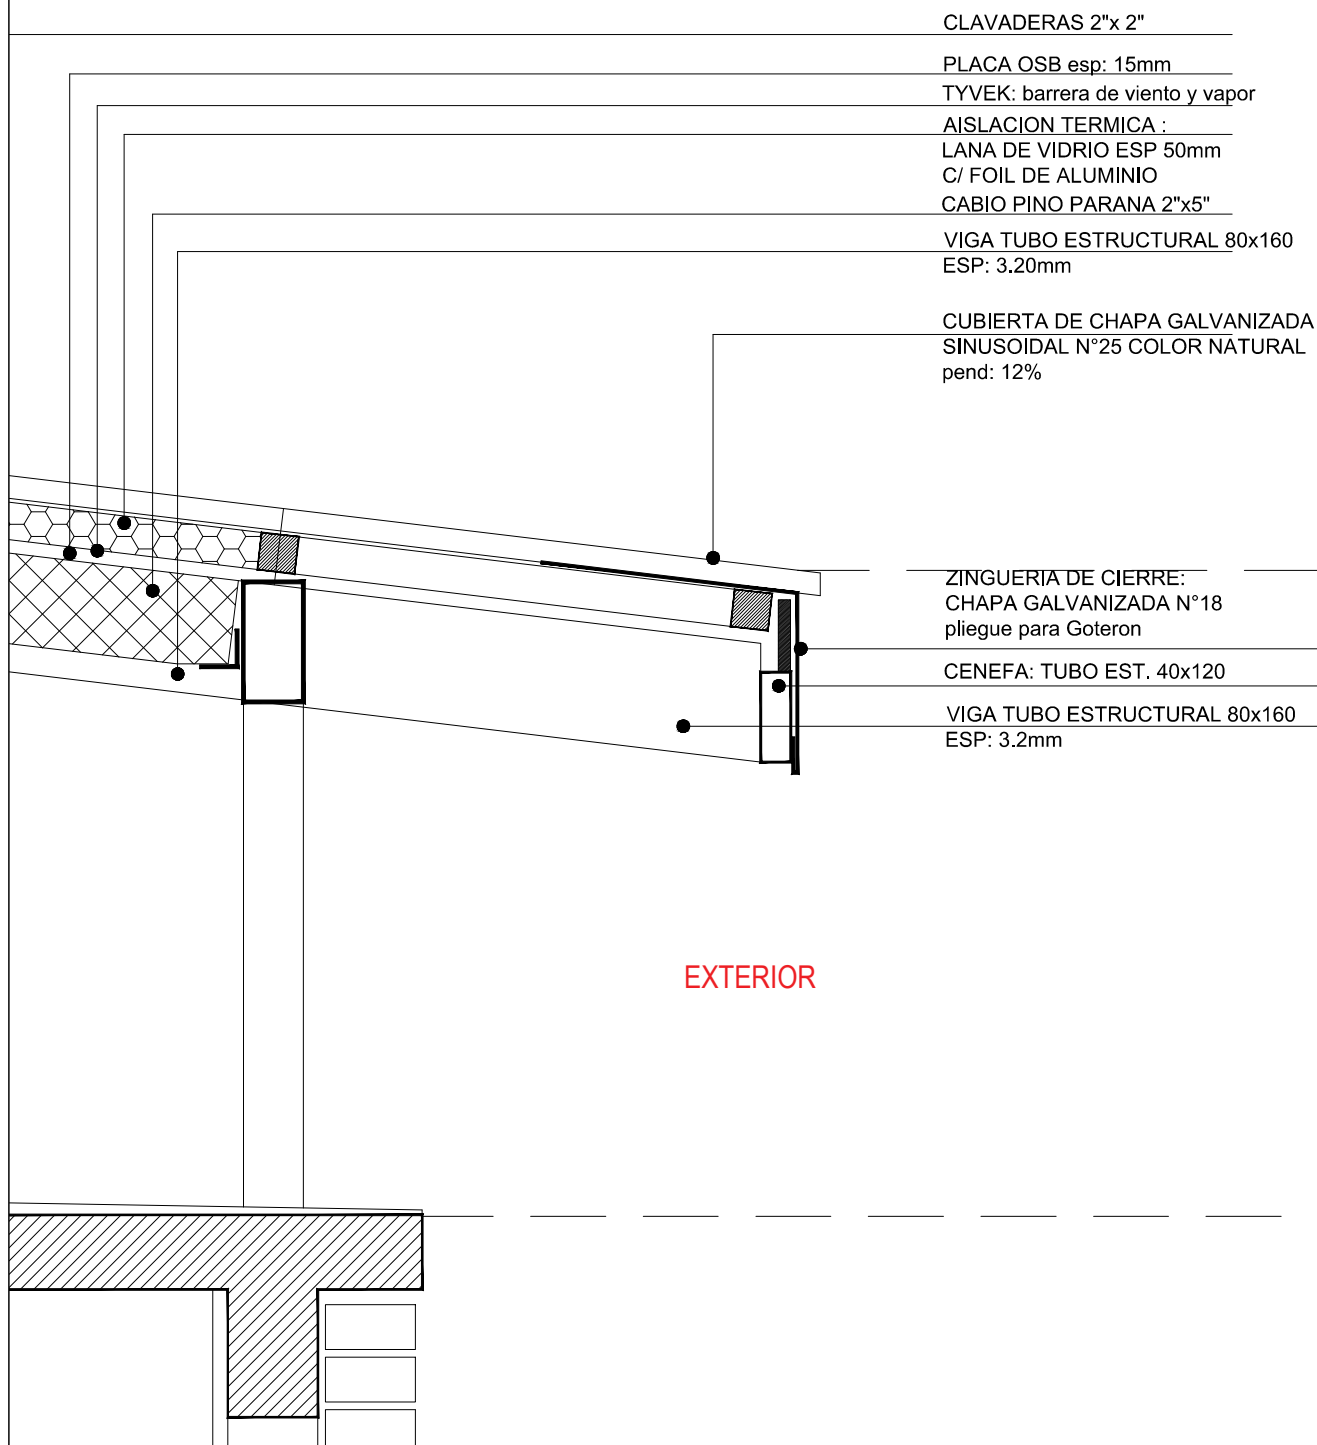 CLAVADERAS 2"x 2"
PLACA OSB esp: 15mm
TYVEK: barrera de viento y vapor
AISLACION TERMICA :
LANA DE VIDRIO ESP 50mm
C/ FOIL DE ALUMINIO
CABIO PINO PARANA 2"x5"
VIGA TUBO ESTRUCTURAL 80x160
ESP: 3.20mm
CUBIERTA DE CHAPA GALVANIZADA
SINUSOIDAL N°25 COLOR NATURAL
pend: 12%
ZINGUERIA DE CIERRE:
CHAPA GALVANIZADA N°18
pliegue para Goteron
CENEFA: TUBO EST. 40x120
VIGA TUBO ESTRUCTURAL 80x160
ESP: 3.2mm
EXTERIOR